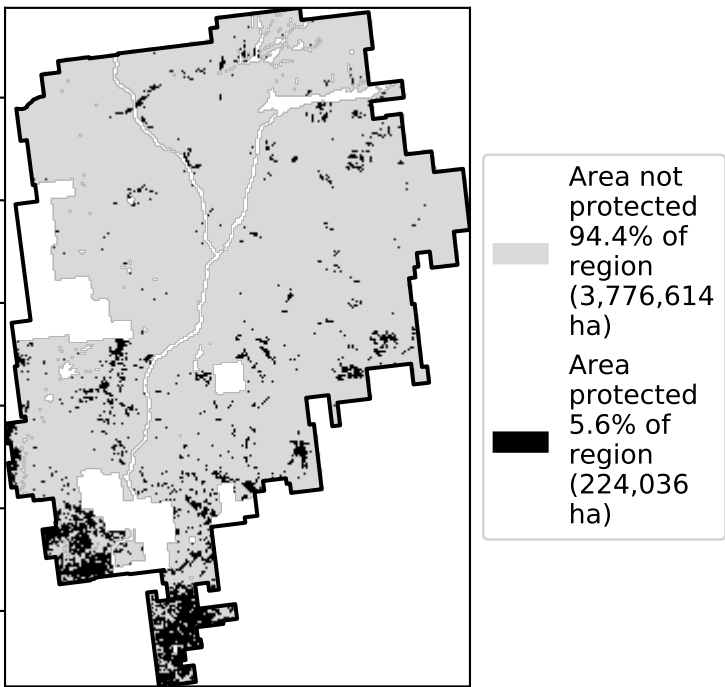 Area not
protected
94.4% of
region
(3,776,614
ha)
Area
protected
5.6% of
region
(224,036
ha)